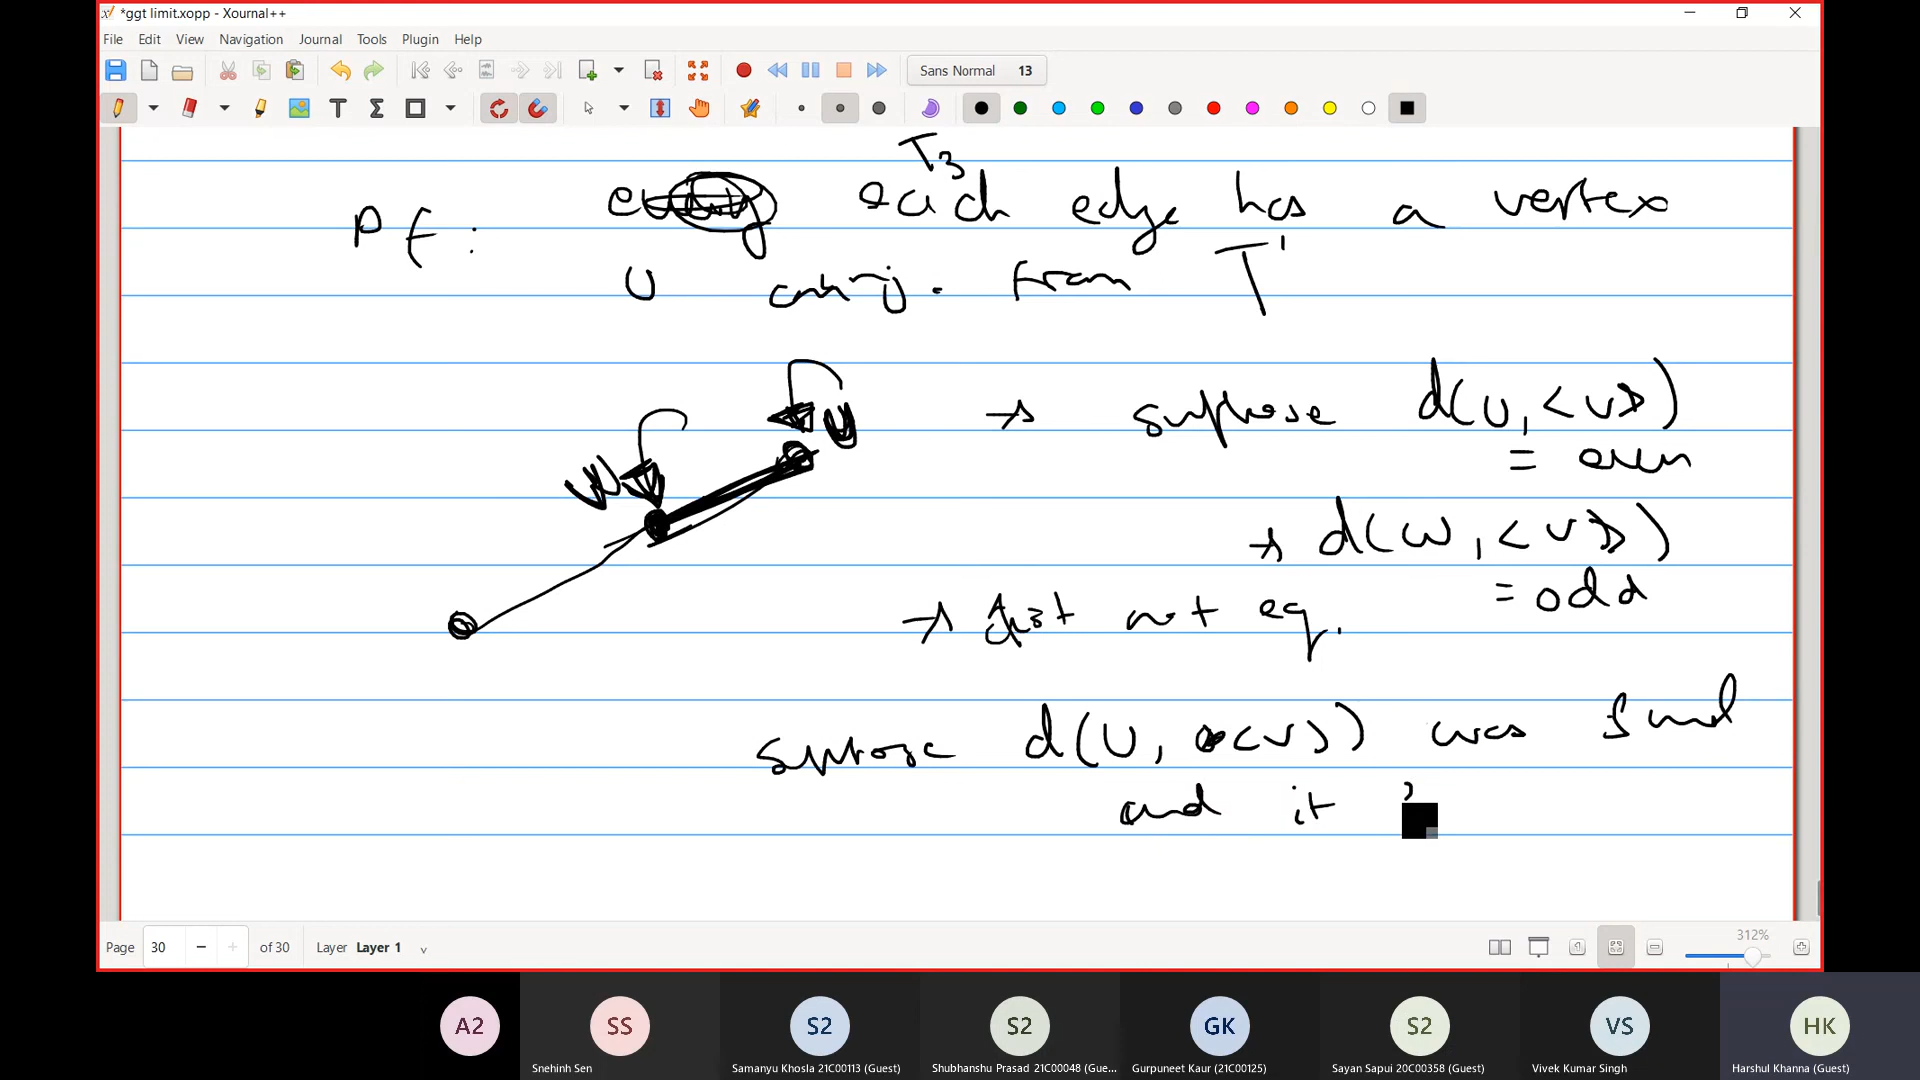 *ggt limit.xopp - Xournal++
File Edit View Navigation Journal Tools Plugin Help
Sans Normal 13
T3
Pf: each edge has a vertex
U from T'
→ suppose d(U, <v>)
= even
W U
→ d(w, <v>)
= odd
→ dist not eq.
suppose d(U, <v>) was
and it
Page 30 of 30 Layer Layer 1 312%
A2 SS S2 S2 GK S2 VS HK
Snehinh Sen Samanyu Khosla 21C00113 (Guest) Shubhanshu Prasad 21C00048 (Gue... Gurpuneet Kaur (21C00125) Sayan Sapui 20C00358 (Guest) Vivek Kumar Singh Harshul Khanna (Guest)